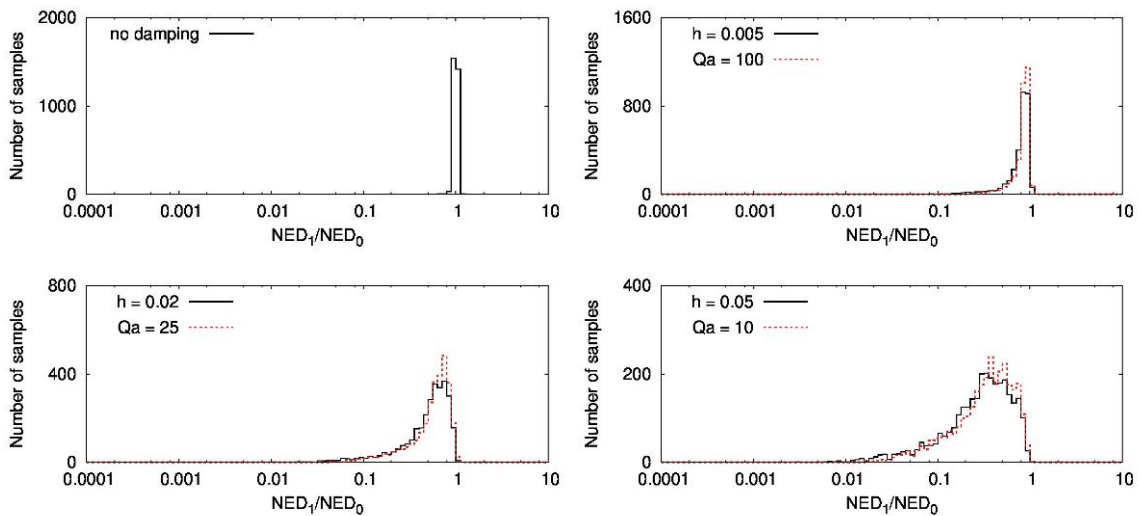 2000
no damping
Number of samples
1000
0
0.0001 0.001 0.01 0.1 1 10
NED1/NED0
1600
h = 0.005
Qa = 100
Number of samples
800
0
0.0001 0.001 0.01 0.1 1 10
NED1/NED0
800
h = 0.02
Qa = 25
Number of samples
400
0
0.0001 0.001 0.01 0.1 1 10
NED1/NED0
400
h = 0.05
Qa = 10
Number of samples
200
0
0.0001 0.001 0.01 0.1 1 10
NED1/NED0